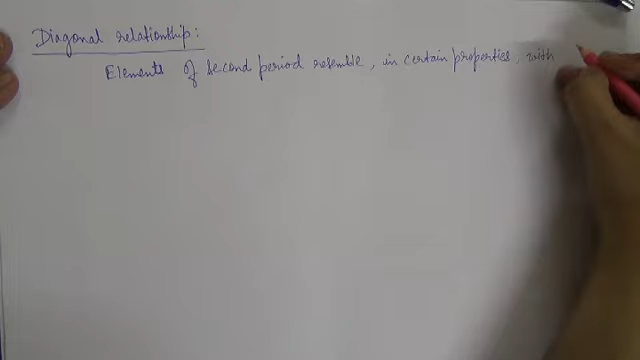 Diagonal relationship:
Elements of second period resemble, in certain properties, with